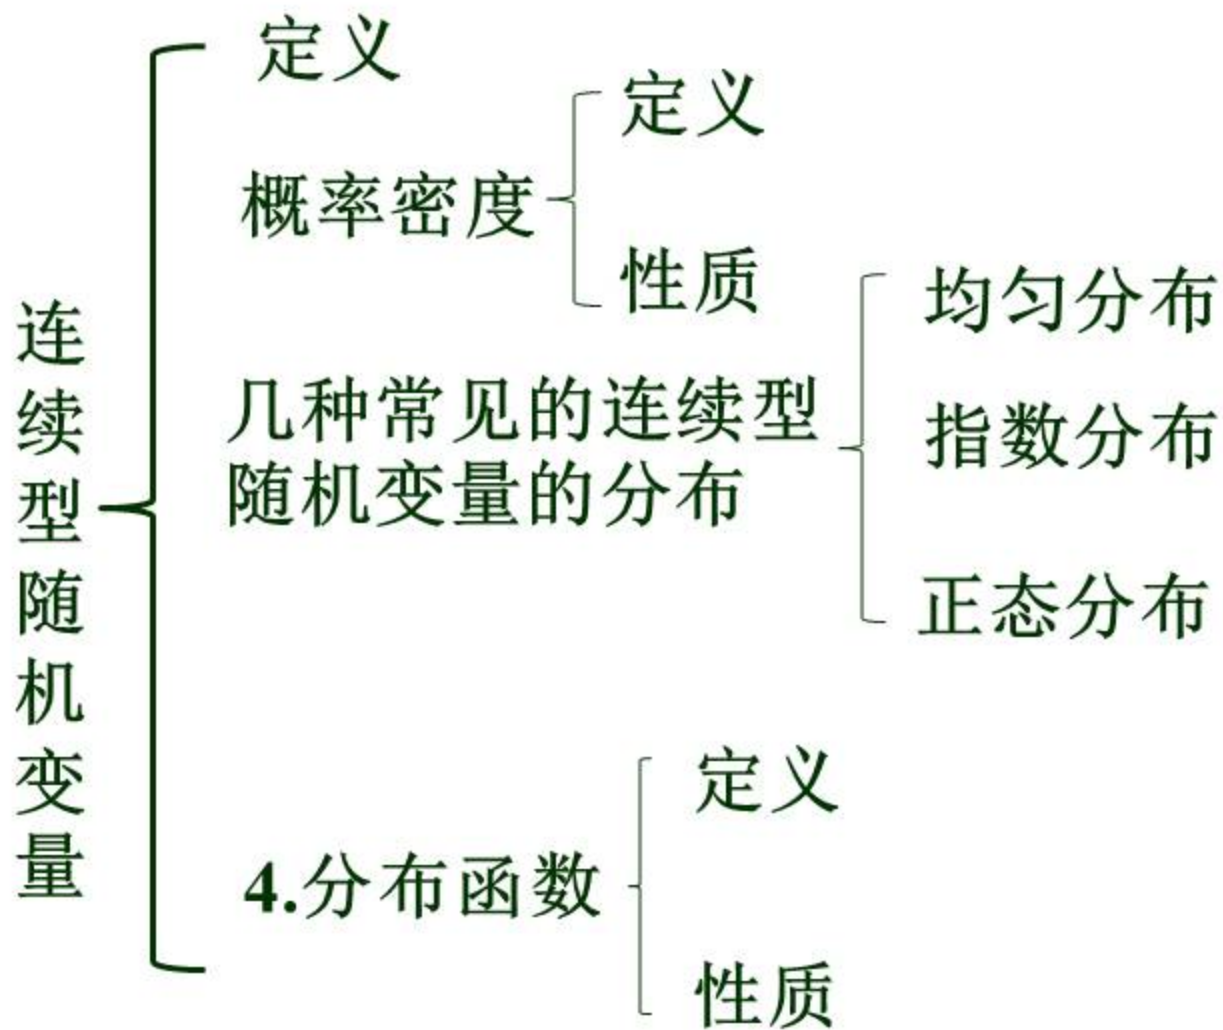 连续型随机变量
定义
概率密度
定义
性质
几种常见的连续型
随机变量的分布
均匀分布
指数分布
正态分布
4.分布函数
定义
性质